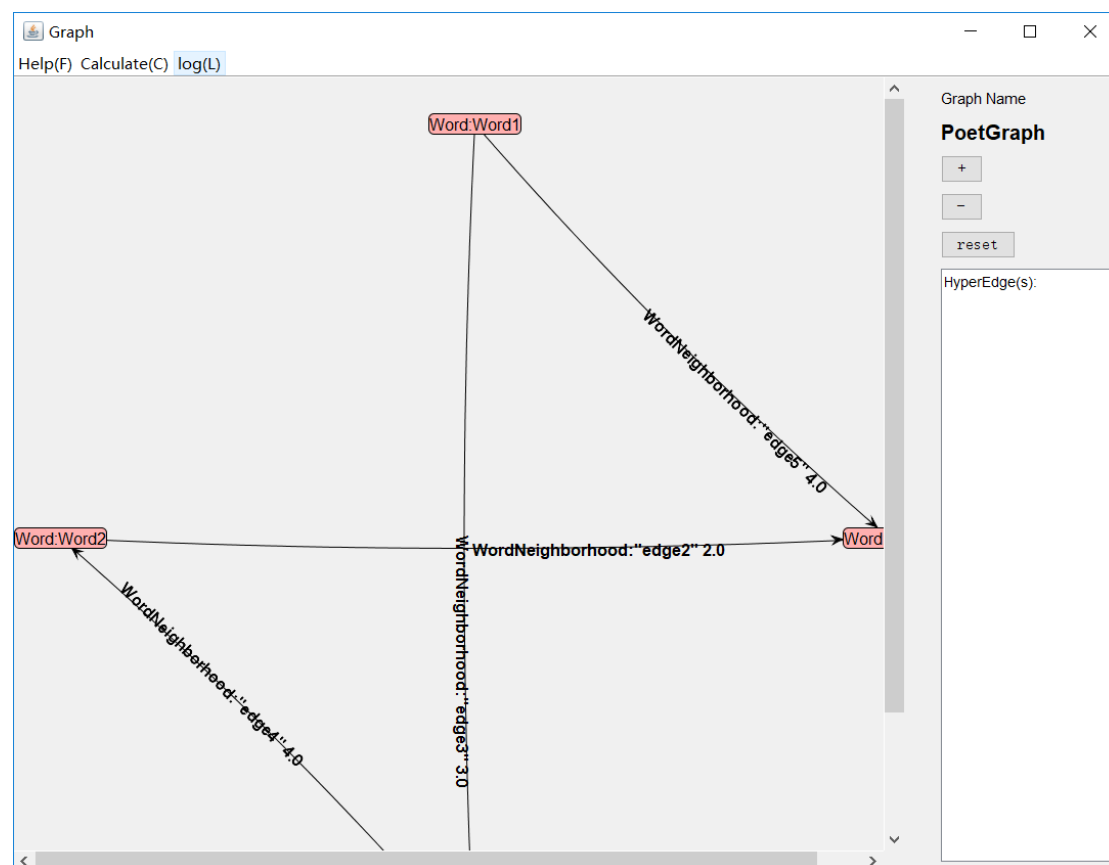 Graph
Help(F) Calculate(C) log(L)
Graph Name
PoetGraph
+
−
reset
HyperEdge(s):
Word:Word1
WordNeighborhood:"edge5" 4.0
Word:Word2
WordNeighborhood:"edge2" 2.0
Word
WordNeighborhood:"edge3" 3.0
WordNeighborhood:"edge4" 4.0